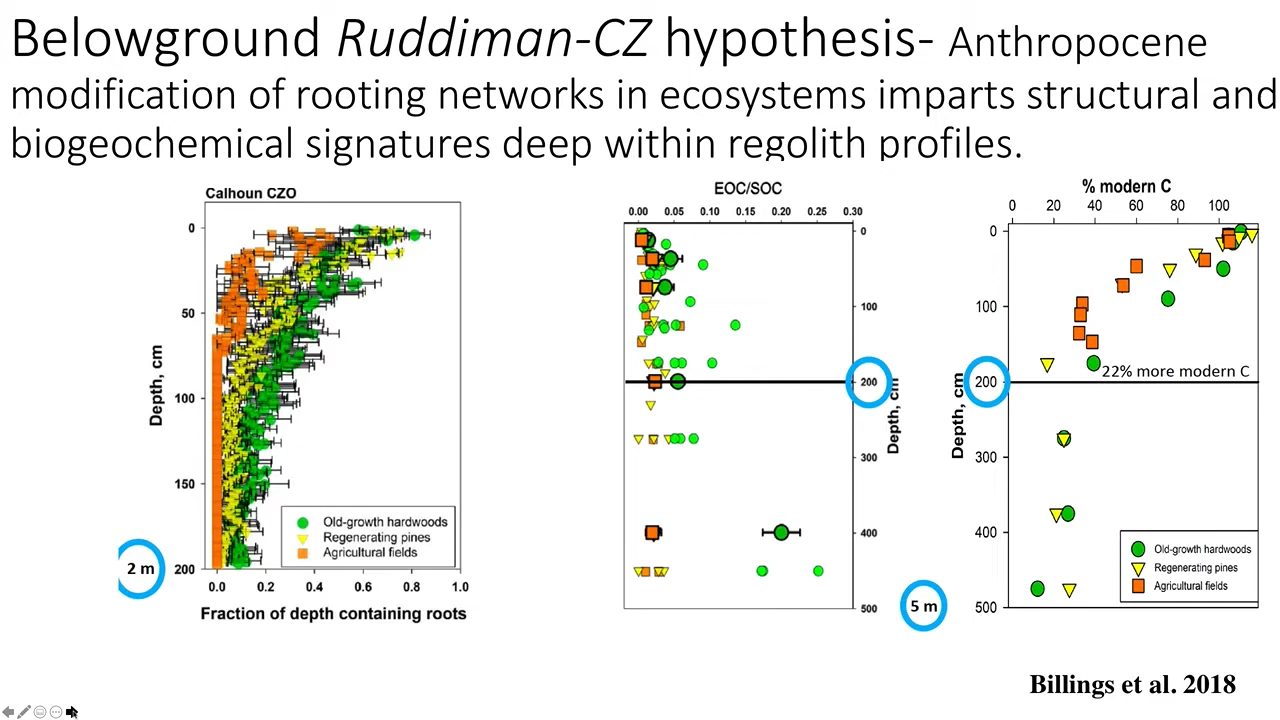 Belowground Ruddiman-CZ hypothesis- Anthropocene
modification of rooting networks in ecosystems imparts structural and
biogeochemical signatures deep within regolith profiles.
Calhoun CZO
0
50
100
150
200
Depth, cm
0.0 0.2 0.4 0.6 0.8 1.0
Fraction of depth containing roots
Old-growth hardwoods
Regenerating pines
Agricultural fields
2 m
EOC/SOC
0.00 0.05 0.10 0.15 0.20 0.25 0.30
0
100
200
300
400
500
Depth, cm
5 m
% modern C
0 20 40 60 80 100
0
100
200
300
400
500
Depth, cm
22% more modern C
Old-growth hardwoods
Regenerating pines
Agricultural fields
Billings et al. 2018